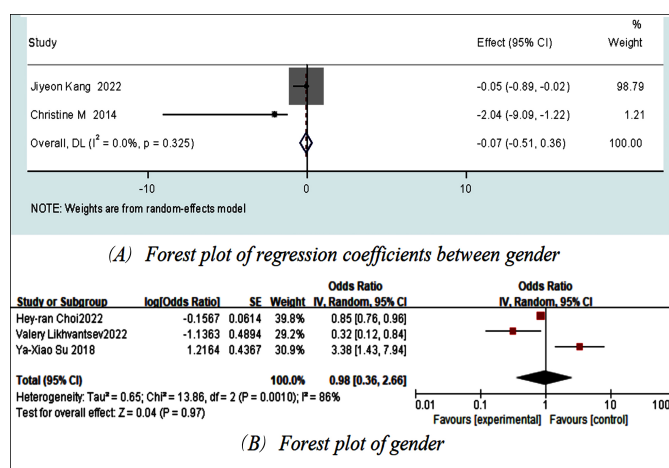 %
Study Effect (95% CI) Weight
Jiyeon Kang 2022 -0.05 (-0.89, -0.02) 98.79
Christine M 2014 -2.04 (-9.09, -1.22) 1.21
Overall, DL (I² = 0.0%, p = 0.325) -0.07 (-0.51, 0.36) 100.00
-10 0 10
NOTE: Weights are from random-effects model
(A) Forest plot of regression coefficients between gender
Odds Ratio Odds Ratio
Study or Subgroup log[Odds Ratio] SE Weight IV, Random, 95% CI IV, Random, 95% CI
Hey-ran Choi2022 -0.1567 0.0614 39.8% 0.85 [0.76, 0.96]
Valery Likhvantsev2022 -1.1363 0.4894 29.2% 0.32 [0.12, 0.84]
Ya-Xiao Su 2018 1.2164 0.4367 30.9% 3.38 [1.43, 7.94]
Total (95% CI) 100.0% 0.98 [0.36, 2.66]
Heterogeneity: Tau² = 0.65; Chi² = 13.86, df = 2 (P = 0.0010); I² = 86%
Test for overall effect: Z = 0.04 (P = 0.97)
0.01 0.1 1 10 100
Favours [experimental] Favours [control]
(B) Forest plot of gender